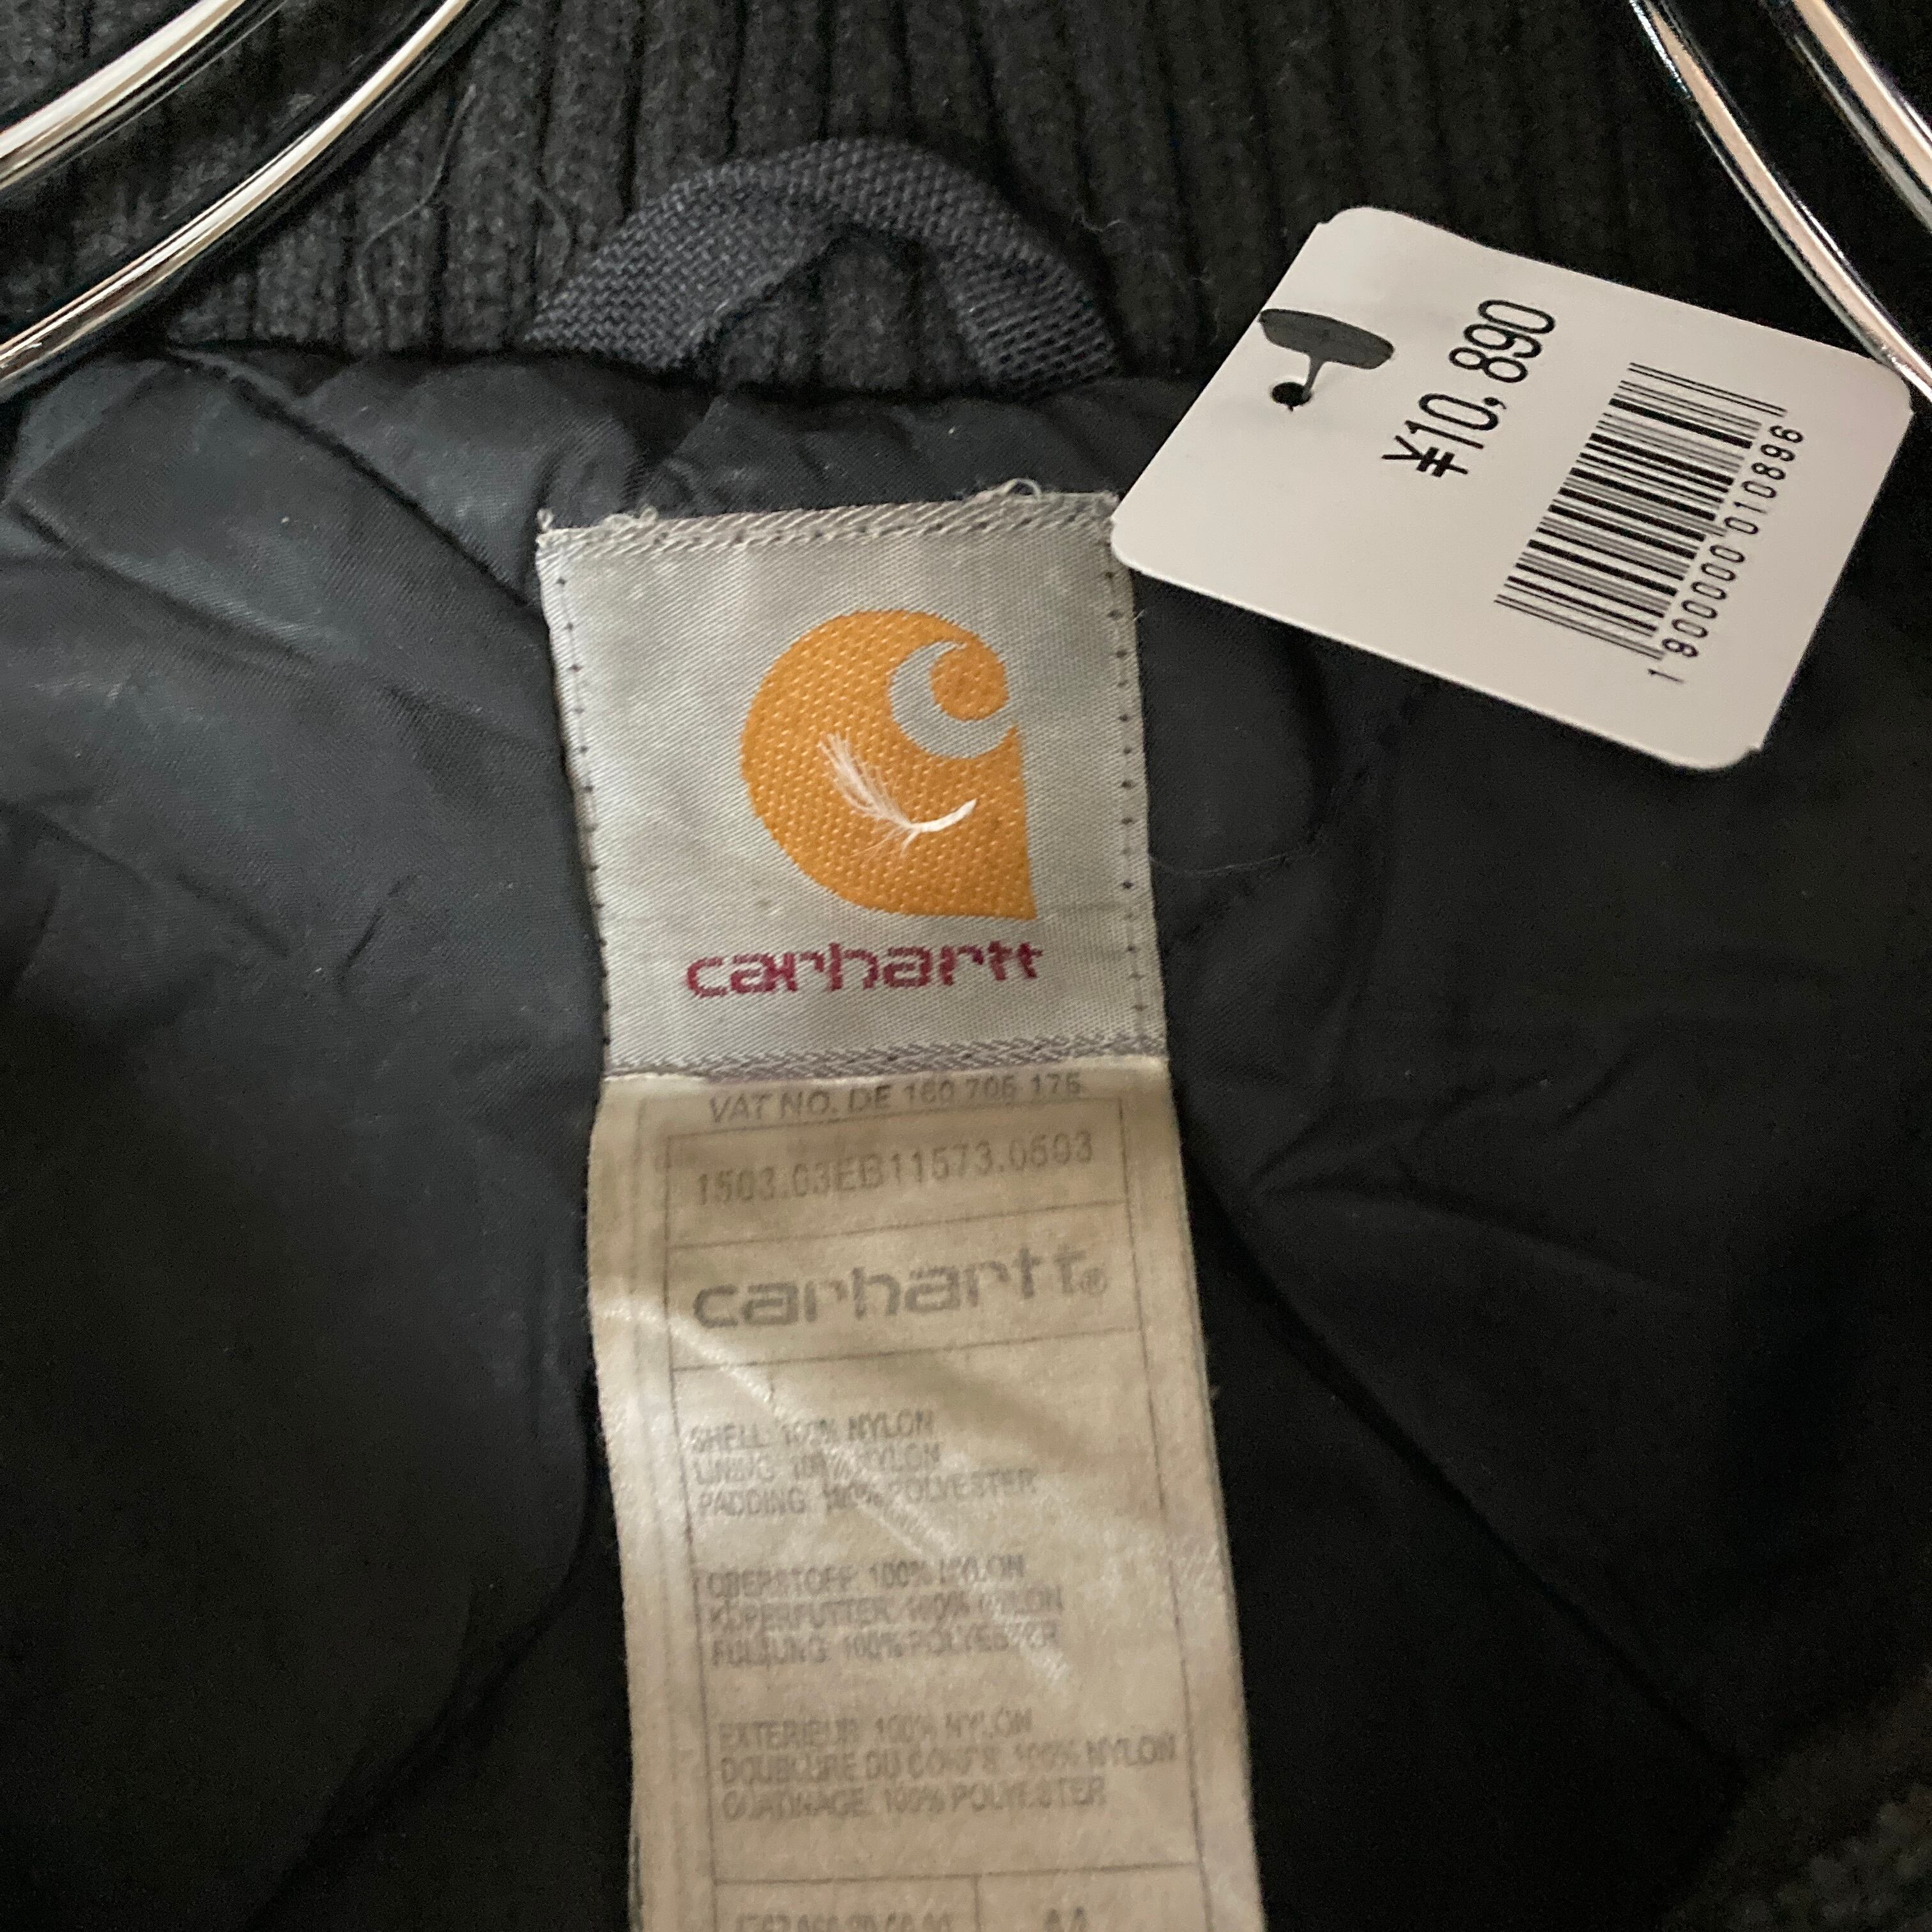 ¥10,890
1900000010896
carhartt
VAT NO. DE 160 706 176
1503.03EB11573.0503
carhartt®
SHELL: 100% NYLON
LINING: 100% NYLON
PADDING: 100% POLYESTER
OBERSTOFF: 100% NYLON
KÖRPERFUTTER: 100% NYLON
FÜLLUNG: 100% POLYESTER
EXTERIEUR: 100% NYLON
DOUBLURE DU CORPS: 100% NYLON
OUATINAGE: 100% POLYESTER